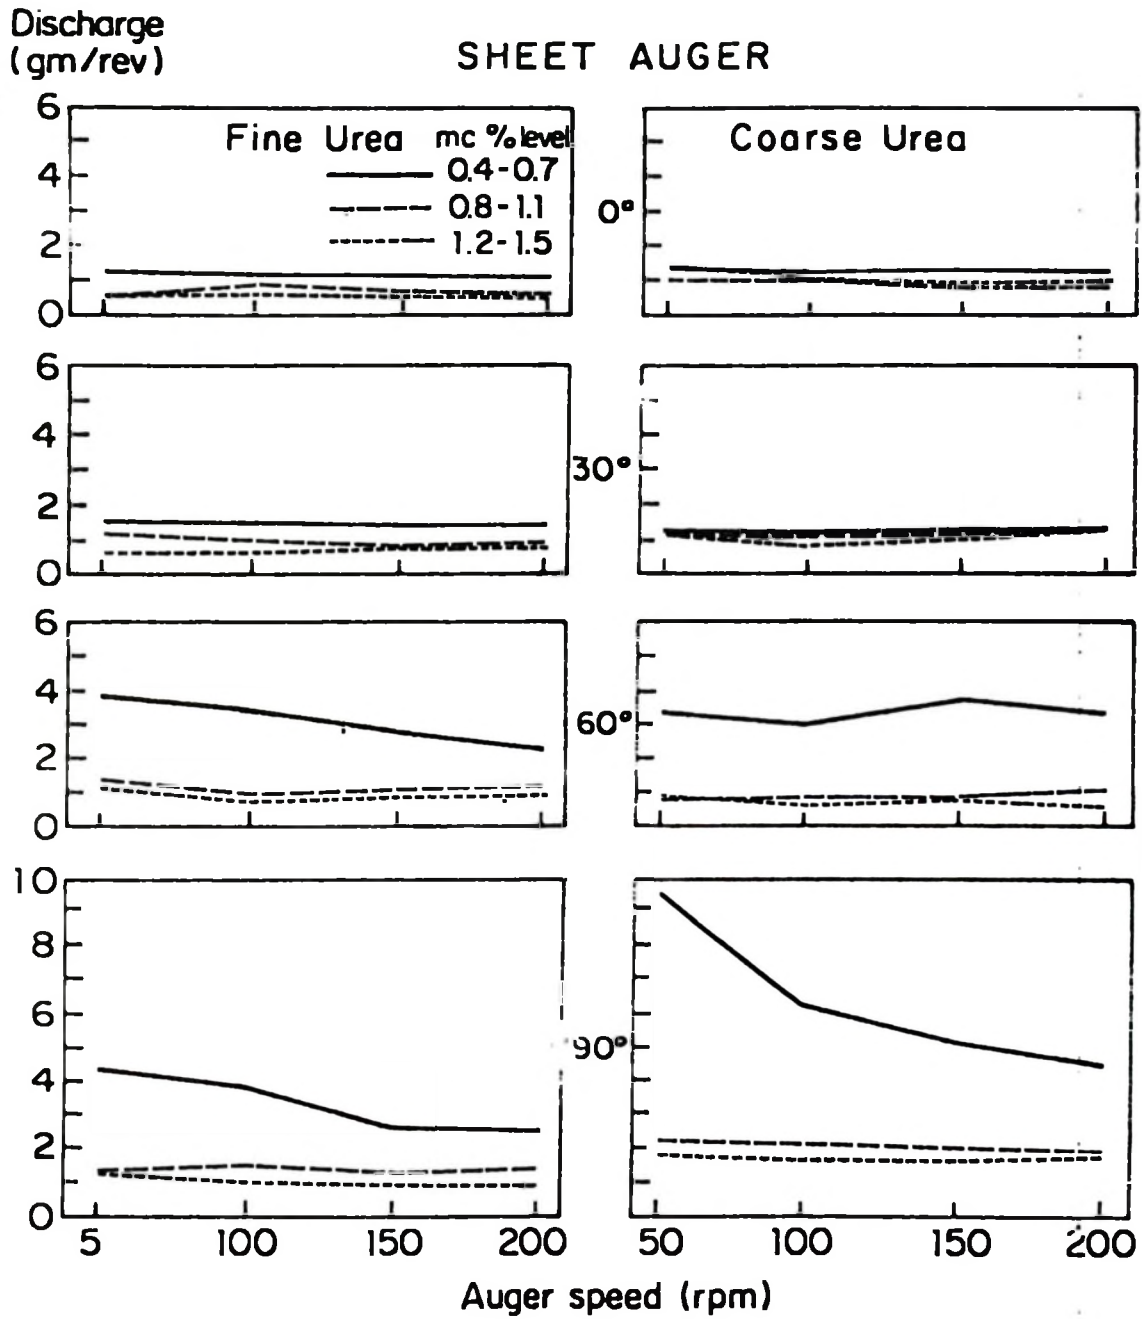 Discharge
(gm/rev)
SHEET AUGER
Fine Urea
mc % level
0.4-0.7
0.8-1.1
1.2-1.5
Coarse Urea
6
4
2
0
0°
6
4
2
0
30°
6
4
2
0
60°
10
8
6
4
2
0
90°
5 100 150 200
50 100 150 200
Auger speed (rpm)